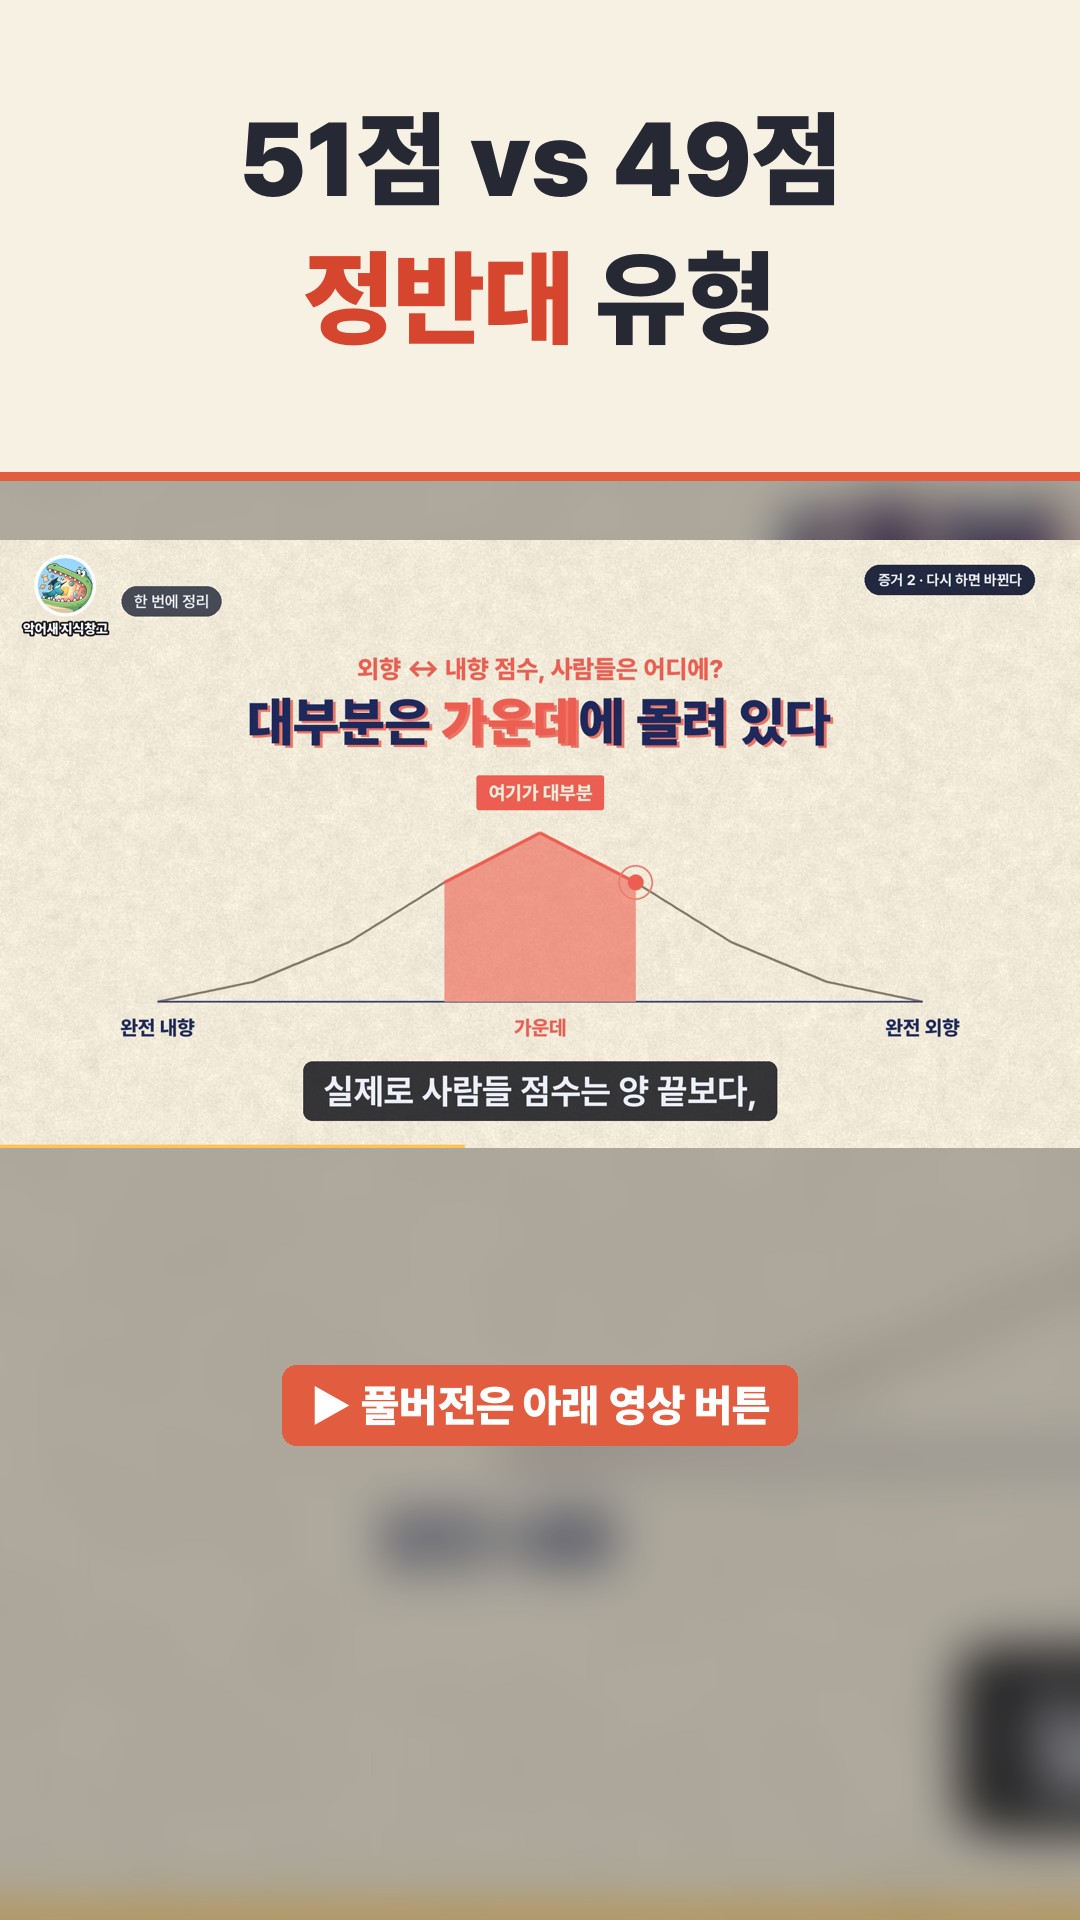 51점 vs 49점
정반대 유형
악어새 지식창고
한 번에 정리
증거 2 · 다시 하면 바뀐다
외향 ↔ 내향 점수, 사람들은 어디에?
대부분은 가운데에 몰려 있다
여기가 대부분
완전 내향
가운데
완전 외향
실제로 사람들 점수는 양 끝보다,
▶ 풀버전은 아래 영상 버튼